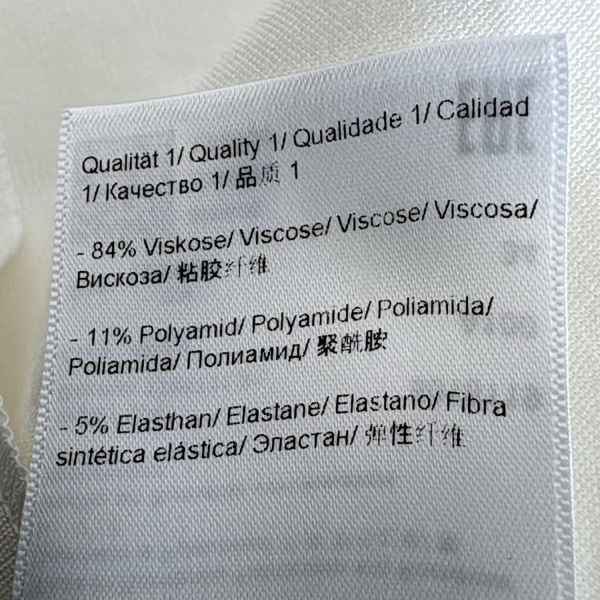 Qualität 1/ Quality 1/ Qualidade 1/ Calidad
1/ Качество 1/ 品质 1
- 84% Viskose/ Viscose/ Viscose/ Viscosa/
Вискоза/ 粘胶纤维
- 11% Polyamid/ Polyamide/ Poliamida/
Poliamida/ Полиамид/ 聚酰胺
- 5% Elasthan/ Elastane/ Elastano/ Fibra
sintética elástica/ Эластан/ 弹性纤维